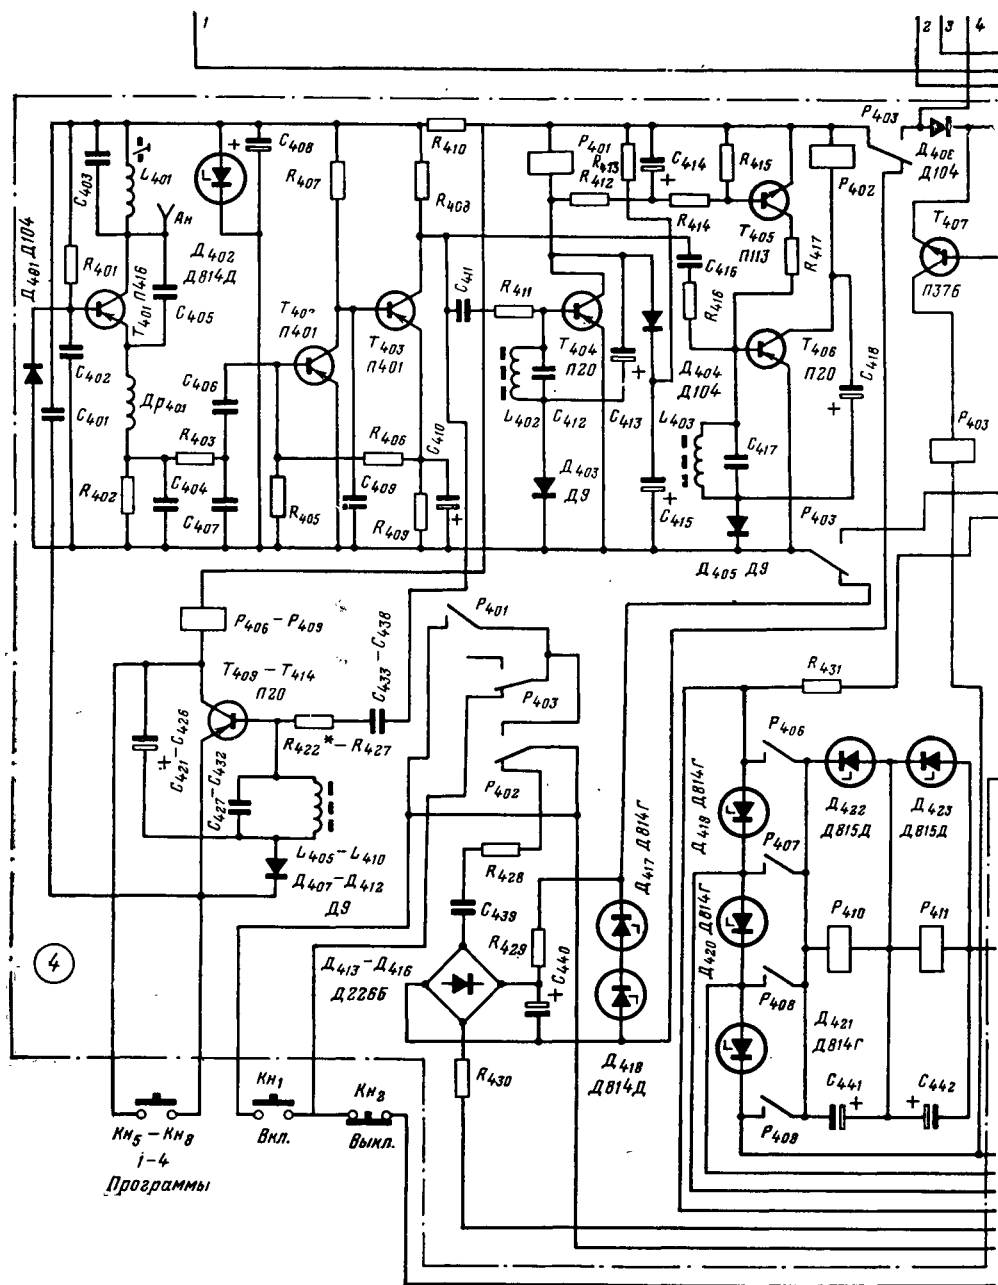 1
2 3 4
P403
R410
P401
R413
C414
R415
Д40Е
Д104
C408
C403
L401
R407
R408
R412
R414
P402
T407
Д481 Д104
Ан
Д402
Д814Д
T405
П113
R417
П37Б
R401
T401 П416
C405
C411
R411
C416
R416
T402
П401
T403
П401
T404
П20
T406
П20
C418
C402
Др401
C406
L402
C412
C413
Д404
Д104
L403
P403
C401
R403
R406
C410
Д403
Д9
C417
R402
C404
C407
R405
C409
R409
C415
P403
Д405 Д9
P406-P409
P401
T409-T414
П20
C433-C438
P403
R431
C421-C426
R422*-R427
P402
P406
C427-C432
Д422
Д815Д
Д423
Д815Д
Д419 Д814Г
P407
L405-L410
Д407-Д412
Д9
R428
Д417 Д814Г
C439
R429
C440
Д420 Д814Г
P410
P411
4
Д413-Д416
Д226Б
P408
Д421
Д814Г
R430
Д418
Д814Д
C441
C442
P409
Кн1
Кн2
Кн5-Кн8
Вкл.
Выкл.
1-4
Программы